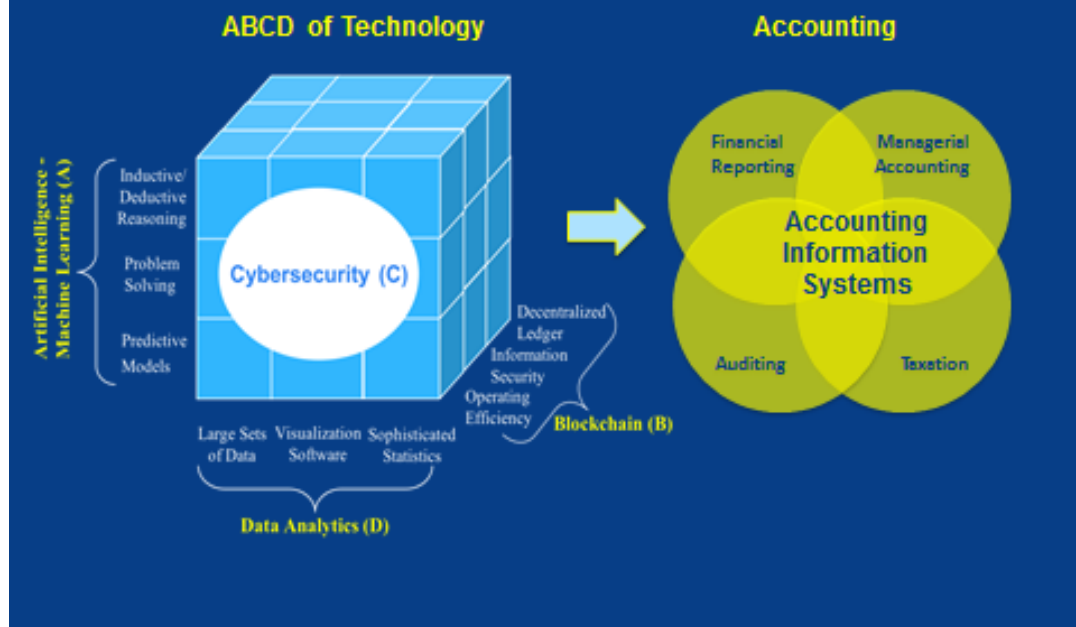 ABCD of Technology
Accounting
Artificial Intelligence -
Machine Learning (A)
Inductive/
Deductive
Reasoning
Problem
Solving
Predictive
Models
Cybersecurity (C)
Decentralized
Ledger
Information
Security
Operating
Efficiency
Blockchain (B)
Large Sets
of Data
Visualization
Software
Sophisticated
Statistics
Data Analytics (D)
Financial
Reporting
Managerial
Accounting
Accounting
Information
Systems
Auditing
Taxation